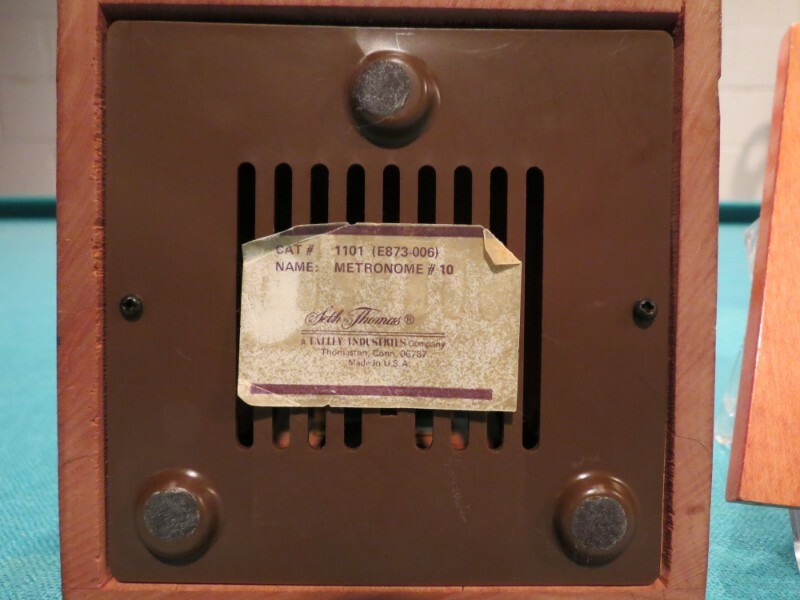 CAT # 1101 (E873-006)
NAME: METRONOME # 10
Seth Thomas®
a TALLEY INDUSTRIES Company
Thomaston, Conn. 06787
Made in U.S.A.